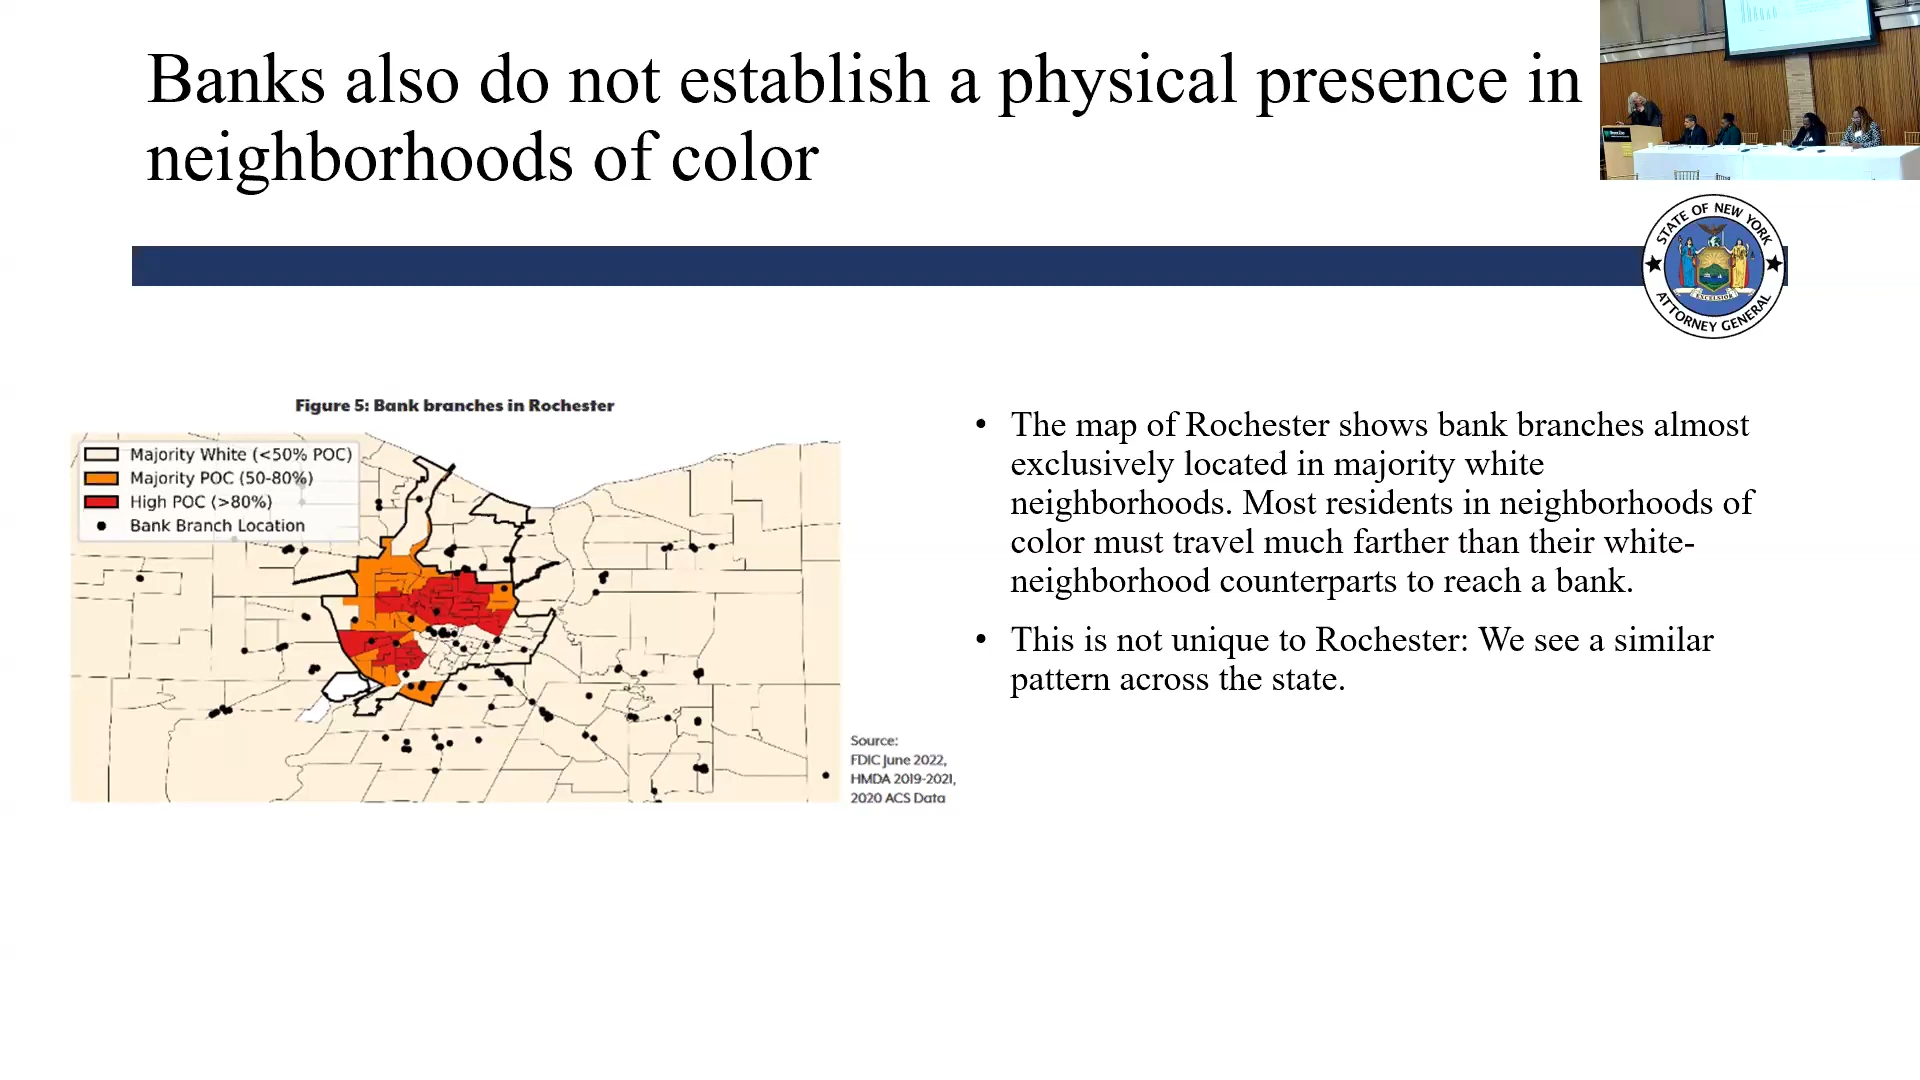 Banks also do not establish a physical presence in
neighborhoods of color
STATE OF NEW YORK
ATTORNEY GENERAL
EXCELSIOR
Figure 5: Bank branches in Rochester
Majority White (<50% POC)
Majority POC (50-80%)
High POC (>80%)
Bank Branch Location
Source:
FDIC June 2022,
HMDA 2019-2021,
2020 ACS Data
• The map of Rochester shows bank branches almost
exclusively located in majority white
neighborhoods. Most residents in neighborhoods of
color must travel much farther than their white-
neighborhood counterparts to reach a bank.
• This is not unique to Rochester: We see a similar
pattern across the state.